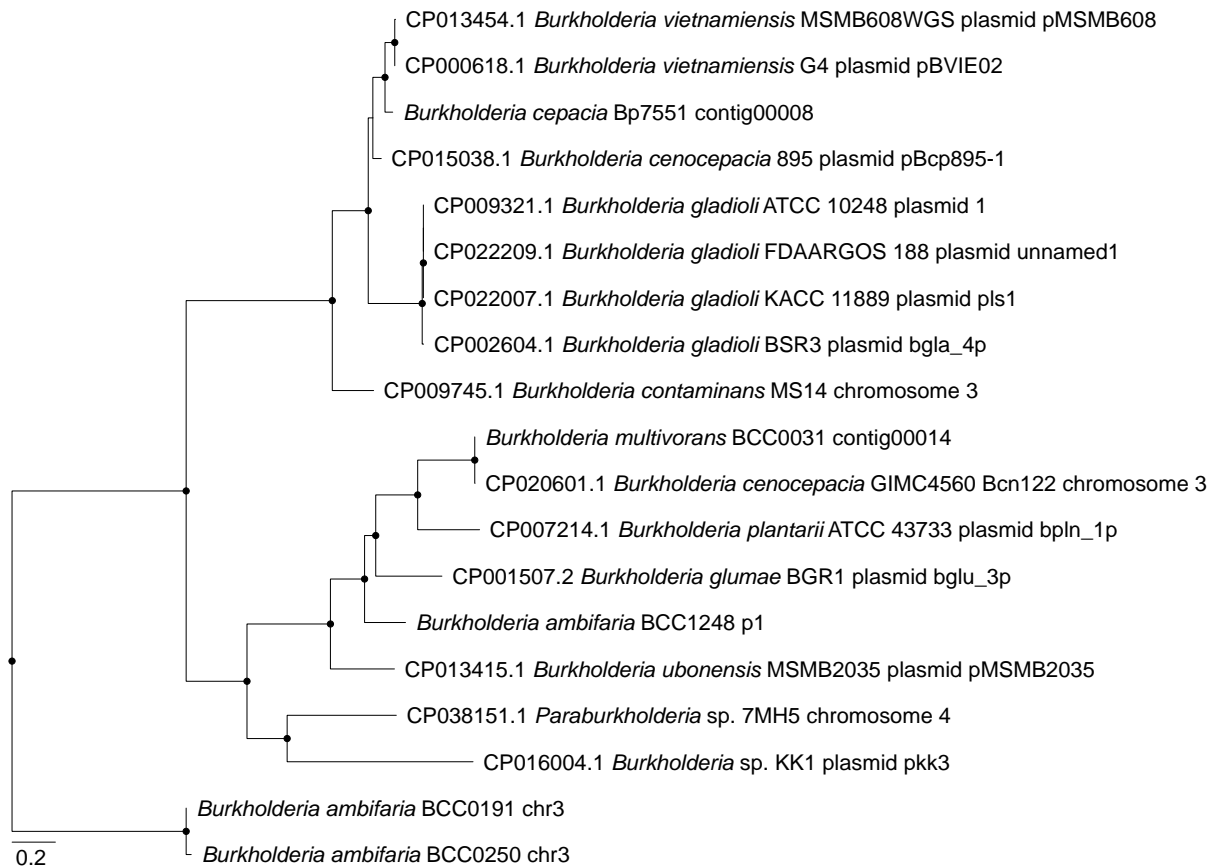 CP013454.1 Burkholderia vietnamiensis MSMB608WGS plasmid pMSMB608
CP000618.1 Burkholderia vietnamiensis G4 plasmid pBVIE02
Burkholderia cepacia Bp7551 contig00008
CP015038.1 Burkholderia cenocepacia 895 plasmid pBcp895-1
CP009321.1 Burkholderia gladioli ATCC 10248 plasmid 1
CP022209.1 Burkholderia gladioli FDAARGOS 188 plasmid unnamed1
CP022007.1 Burkholderia gladioli KACC 11889 plasmid pls1
CP002604.1 Burkholderia gladioli BSR3 plasmid bgla_4p
CP009745.1 Burkholderia contaminans MS14 chromosome 3
Burkholderia multivorans BCC0031 contig00014
CP020601.1 Burkholderia cenocepacia GIMC4560 Bcn122 chromosome 3
CP007214.1 Burkholderia plantarii ATCC 43733 plasmid bpln_1p
CP001507.2 Burkholderia glumae BGR1 plasmid bglu_3p
Burkholderia ambifaria BCC1248 p1
CP013415.1 Burkholderia ubonensis MSMB2035 plasmid pMSMB2035
CP038151.1 Paraburkholderia sp. 7MH5 chromosome 4
CP016004.1 Burkholderia sp. KK1 plasmid pkk3
Burkholderia ambifaria BCC0191 chr3
Burkholderia ambifaria BCC0250 chr3
0.2